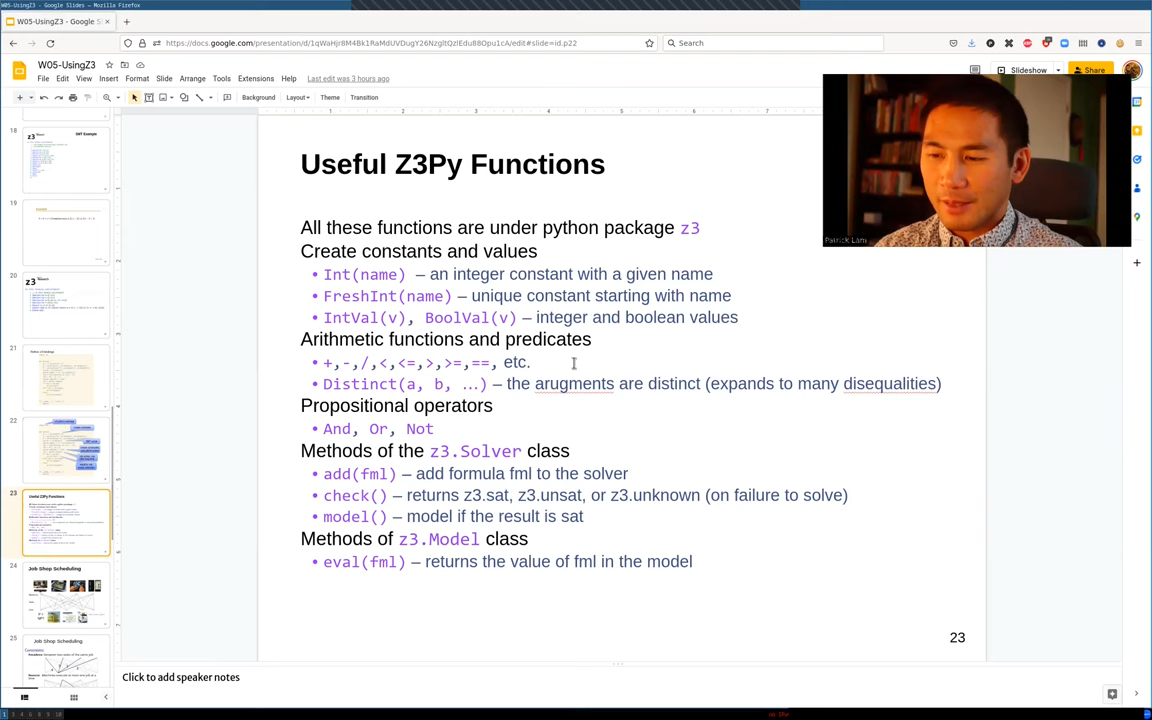 W05-UsingZ3 - Google Slides — Mozilla Firefox
W05-UsingZ3 - Google S
https://docs.google.com/presentation/d/1qWaHjr8M4Bk1RaMdUVDugY26NzgltQzIEdu88Opu1cA/edit#slide=id.p22
Search
W05-UsingZ3
File Edit View Insert Format Slide Arrange Tools Extensions Help Last edit was 3 hours ago
Slideshow
Share
Background Layout Theme Transition
Useful Z3Py Functions
All these functions are under python package z3
Create constants and values
• Int(name) – an integer constant with a given name
• FreshInt(name) – unique constant starting with name
• IntVal(v), BoolVal(v) – integer and boolean values
Arithmetic functions and predicates
• +,-,/,<,<=,>,>=,==, etc.
• Distinct(a, b, …) – the arugments are distinct (expands to many disequalities)
Propositional operators
• And, Or, Not
Methods of the z3.Solver class
• add(fml) – add formula fml to the solver
• check() – returns z3.sat, z3.unsat, or z3.unknown (on failure to solve)
• model() – model if the result is sat
Methods of z3.Model class
• eval(fml) – returns the value of fml in the model
23
Click to add speaker notes
Patrick Lam
18
z3
SMT Example
19
20
z3
21
22
23
Useful Z3Py Functions
24
Job Shop Scheduling
25
Job Shop Scheduling